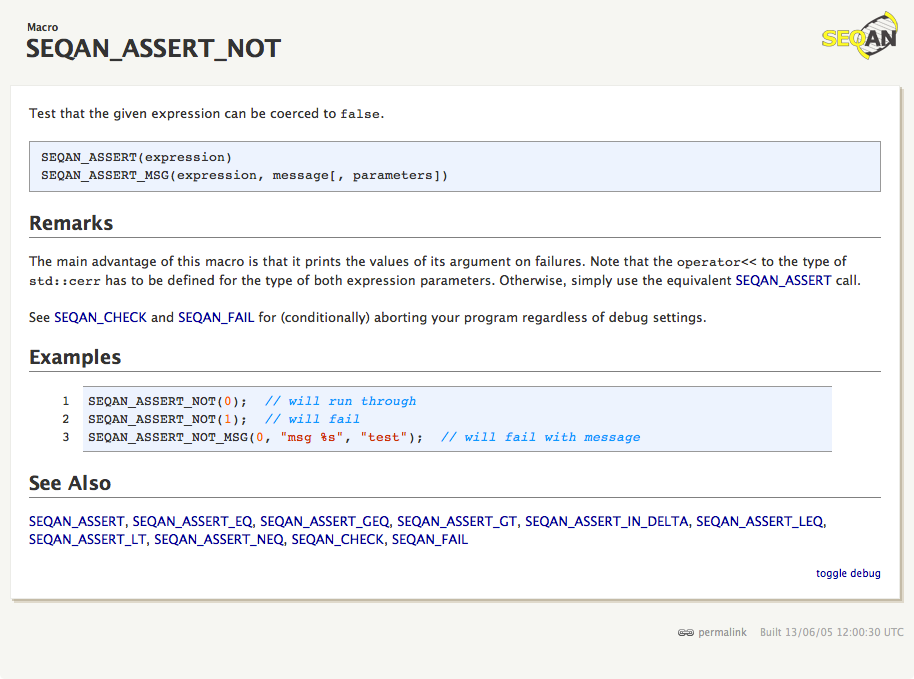 Macro
SEQAN_ASSERT_NOT
SEQAN
Test that the given expression can be coerced to false.
SEQAN_ASSERT(expression)
SEQAN_ASSERT_MSG(expression, message[, parameters])
Remarks
The main advantage of this macro is that it prints the values of its argument on failures. Note that the operator<< to the type of
std::cerr has to be defined for the type of both expression parameters. Otherwise, simply use the equivalent SEQAN_ASSERT call.
See SEQAN_CHECK and SEQAN_FAIL for (conditionally) aborting your program regardless of debug settings.
Examples
1 SEQAN_ASSERT_NOT(0);  // will run through
2 SEQAN_ASSERT_NOT(1);  // will fail
3 SEQAN_ASSERT_NOT_MSG(0, "msg %s", "test");  // will fail with message
See Also
SEQAN_ASSERT, SEQAN_ASSERT_EQ, SEQAN_ASSERT_GEQ, SEQAN_ASSERT_GT, SEQAN_ASSERT_IN_DELTA, SEQAN_ASSERT_LEQ,
SEQAN_ASSERT_LT, SEQAN_ASSERT_NEQ, SEQAN_CHECK, SEQAN_FAIL
toggle debug
permalink Built 13/06/05 12:00:30 UTC